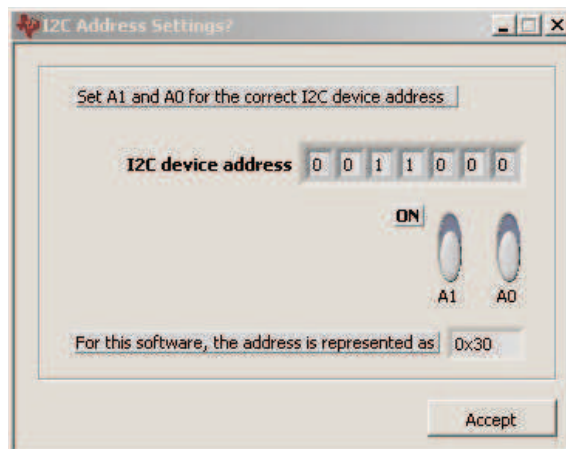 I2C Address Settings?
Set A1 and A0 for the correct I2C device address
I2C device address 0 0 1 1 0 0 0
ON
A1 A0
For this software, the address is represented as 0x30
Accept